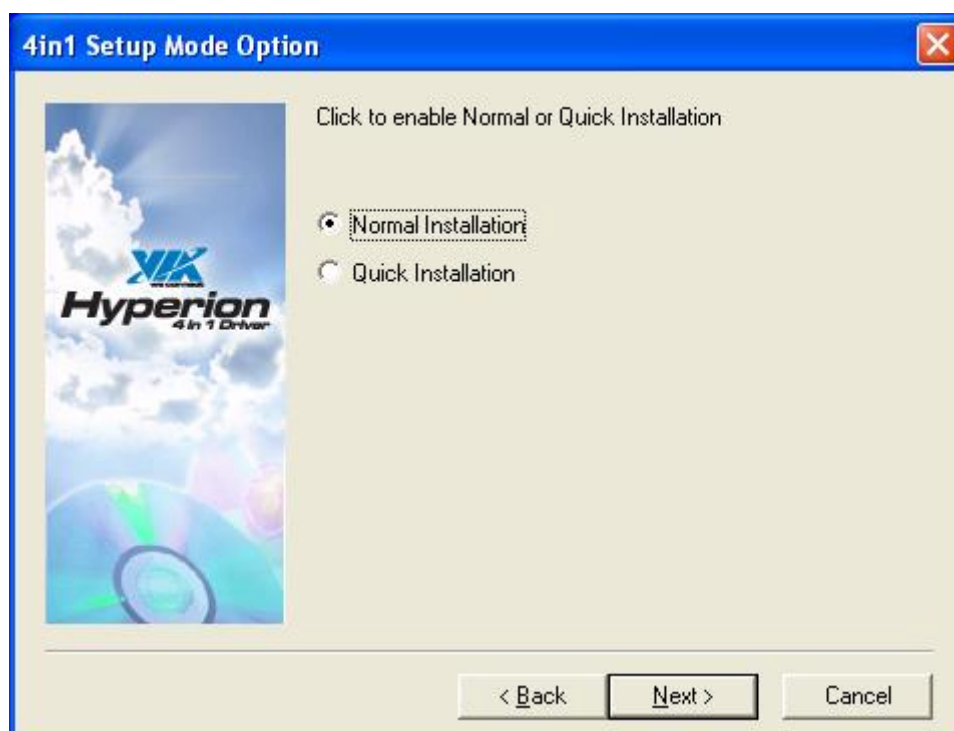 4in1 Setup Mode Option
Click to enable Normal or Quick Installation
Normal Installation
Quick Installation
VIA
Hyperion
4 in 1 Driver
< Back
Next >
Cancel